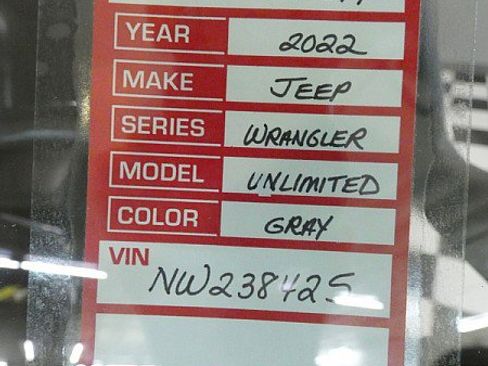 YEAR 2022
MAKE JEEP
SERIES WRANGLER
MODEL UNLIMITED
COLOR GRAY
VIN
NW238425